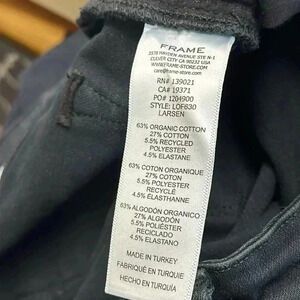 FRAME
3578 HAYDEN AVENUE STE N-1
CULVER CITY CA 90232 USA
WWW.FRAME-STORE.COM
care@frame-store.com
RN# 139021
CA# 19371
PO# 1204900
STYLE: LOF630
LARSEN
63% ORGANIC COTTON
27% COTTON
5.5% RECYCLED
POLYESTER
4.5% ELASTANE
63% COTON ORGANIQUE
27% COTON
5.5% POLYESTER
RECYCLÉ
4.5% ÉLASTHANNE
63% ALGODÓN ORGANICO
27% ALGODÓN
5.5% POLIÉSTER
RECICLADO
4.5% ELASTANO
MADE IN TURKEY
FABRIQUÉ EN TURQUIE
HECHO EN TURQUÍA